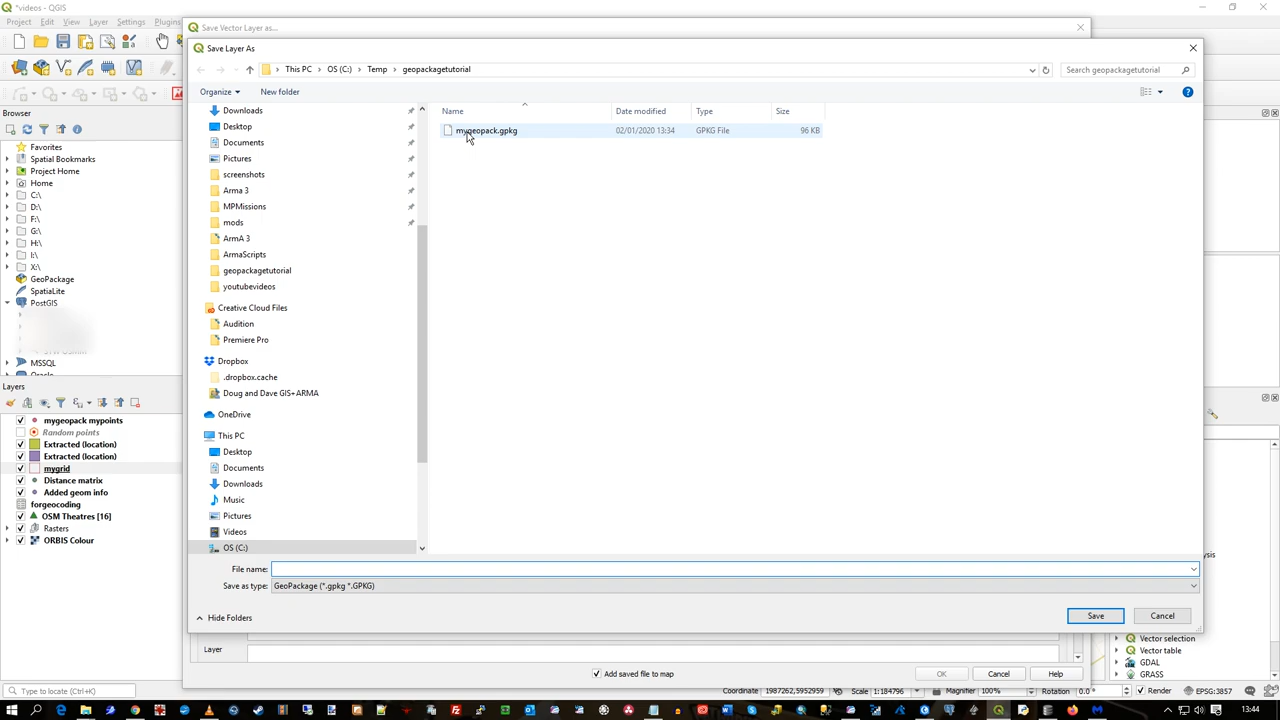 *videos - QGIS
Project Edit View Layer Settings Plugins
Save Vector Layer as...
Save Layer As
This PC > OS (C:) > Temp > geopackagetutorial
Search geopackagetutorial
Organize New folder
Name Date modified Type Size
mygeopack.gpkg 02/01/2020 13:34 GPKG File 96 KB
Downloads
Desktop
Documents
Pictures
screenshots
Arma 3
MPMissions
mods
ArmA 3
ArmaScripts
geopackagetutorial
youtubevideos
Creative Cloud Files
Audition
Premiere Pro
Dropbox
.dropbox.cache
Doug and Dave GIS+ARMA
OneDrive
This PC
Desktop
Documents
Downloads
Music
Pictures
Videos
OS (C:)
File name:
Save as type: GeoPackage (*.gpkg *.GPKG)
Hide Folders
Save Cancel
Browser
Favorites
Spatial Bookmarks
Project Home
Home
C:\
D:\
F:\
G:\
H:\
I:\
X:\
GeoPackage
SpatiaLite
PostGIS
MSSQL
Oracle
Layers
mygeopack mypoints
Random points
Extracted (location)
Extracted (location)
mygrid
Distance matrix
Added geom info
forgeocoding
OSM Theatres [16]
Rasters
ORBIS Colour
Layer
Add saved file to map
OK Cancel Help
Vector selection
Vector table
GDAL
GRASS
Type to locate (Ctrl+K)
Coordinate 1987262,5952959 Scale 1:184796 Magnifier 100% Rotation 0.0 ° Render EPSG:3857
13:44